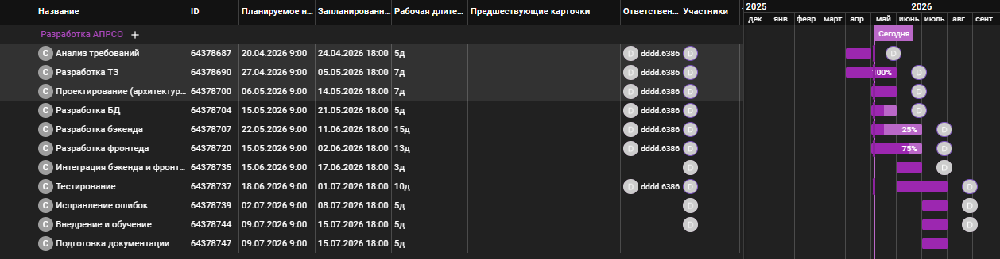 Название ID Планируемое н... Запланированн... Рабочая длите... Предшествующие карточки Ответствен... Участники 2025 2026
дек. янв. февр. март апр. май июнь июль авг. сент.
Разработка АПРСО + Сегодня
С Анализ требований 64378687 20.04.2026 9:00 24.04.2026 18:00 5д D dddd.6386 D D
С Разработка ТЗ 64378690 27.04.2026 9:00 05.05.2026 18:00 7д D dddd.6386 D 100% D
С Проектирование (архитектур... 64378700 06.05.2026 9:00 14.05.2026 18:00 7д D dddd.6386 D D
С Разработка БД 64378704 15.05.2026 9:00 21.05.2026 18:00 5д D dddd.6386 D D
С Разработка бэкенда 64378707 22.05.2026 9:00 11.06.2026 18:00 15д D dddd.6386 D 25% D
С Разработка фронтеда 64378720 15.05.2026 9:00 02.06.2026 18:00 13д D dddd.6386 D 75% D
С Интеграция бэкенда и фронт... 64378735 15.06.2026 9:00 17.06.2026 18:00 3д D D
С Тестирование 64378737 18.06.2026 9:00 01.07.2026 18:00 10д D dddd.6386 D D
С Исправление ошибок 64378739 02.07.2026 9:00 08.07.2026 18:00 5д D D
С Внедрение и обучение 64378744 09.07.2026 9:00 15.07.2026 18:00 5д D D
С Подготовка документации 64378747 09.07.2026 9:00 15.07.2026 18:00 5д